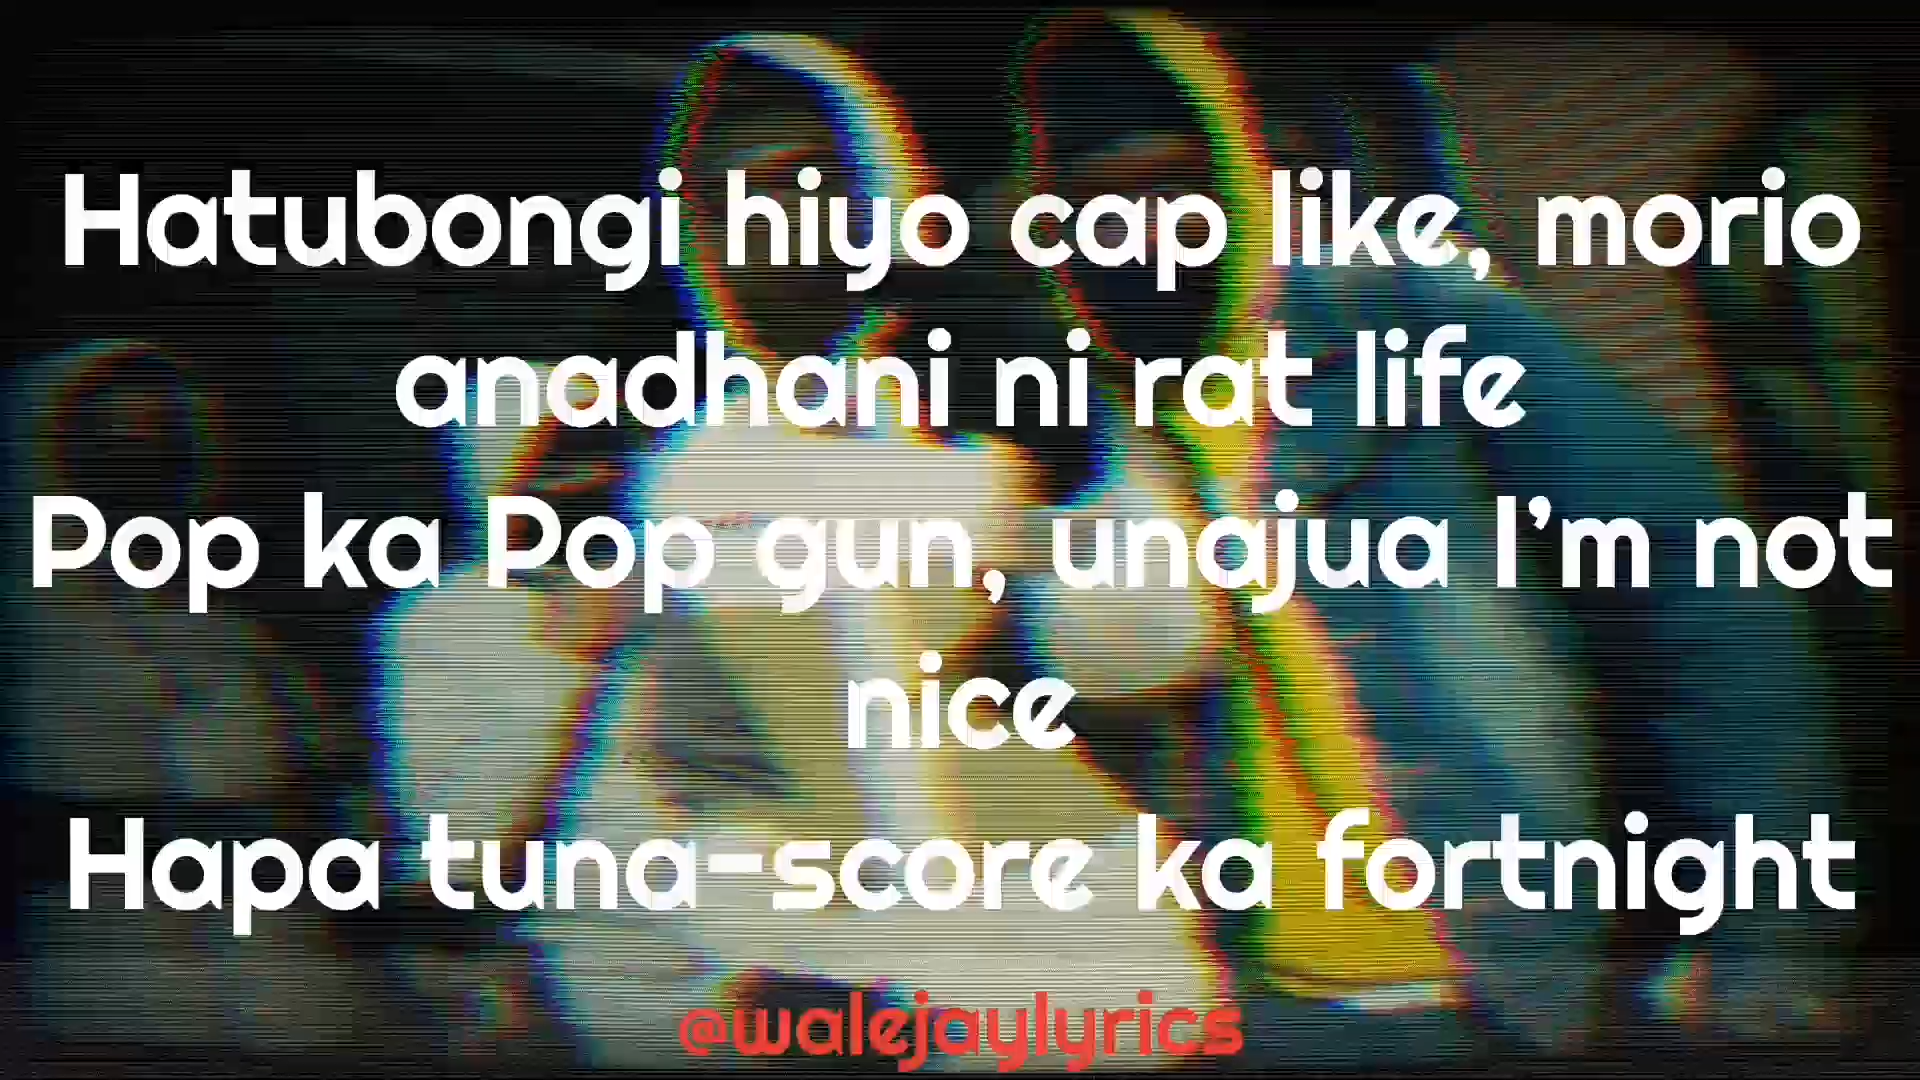 Hatubongi hiyo cap like, morio
anadhani ni rat life
Pop ka Pop gun, unajua I'm not
nice
Hapa tuna-score ka fortnight
@walejaylyrics